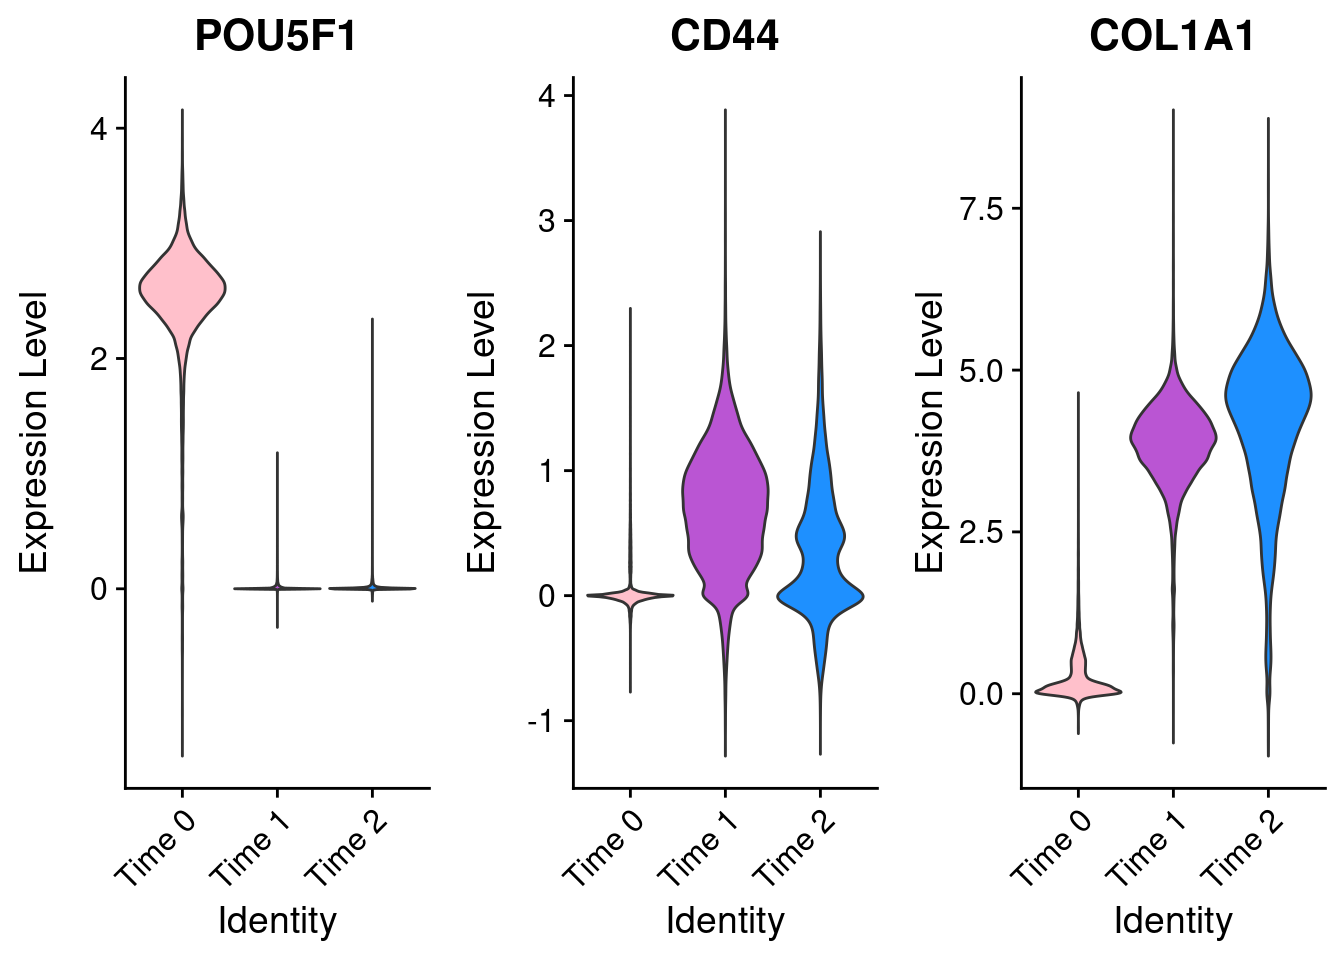 POU5F1
Expression Level
4
2
0
Time 0
Time 1
Time 2
Identity
CD44
Expression Level
4
3
2
1
0
-1
Time 0
Time 1
Time 2
Identity
COL1A1
Expression Level
7.5
5.0
2.5
0.0
Time 0
Time 1
Time 2
Identity